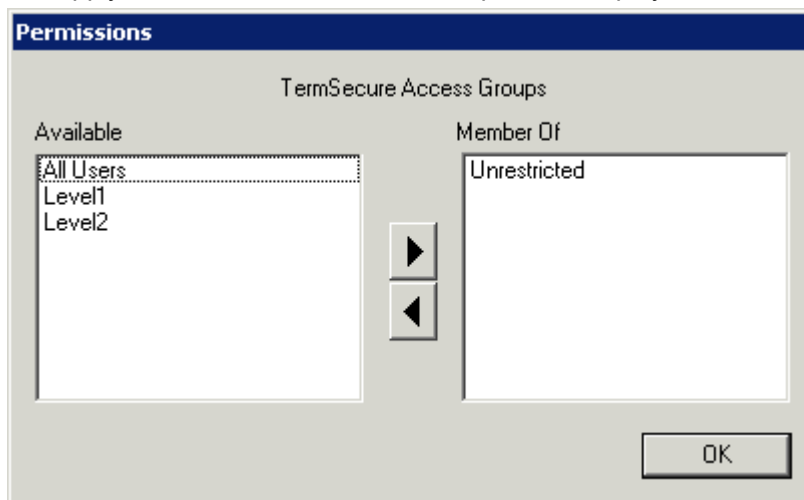 Permissions
TermSecure Access Groups
Available
Member Of
All Users
Level1
Level2
Unrestricted
OK